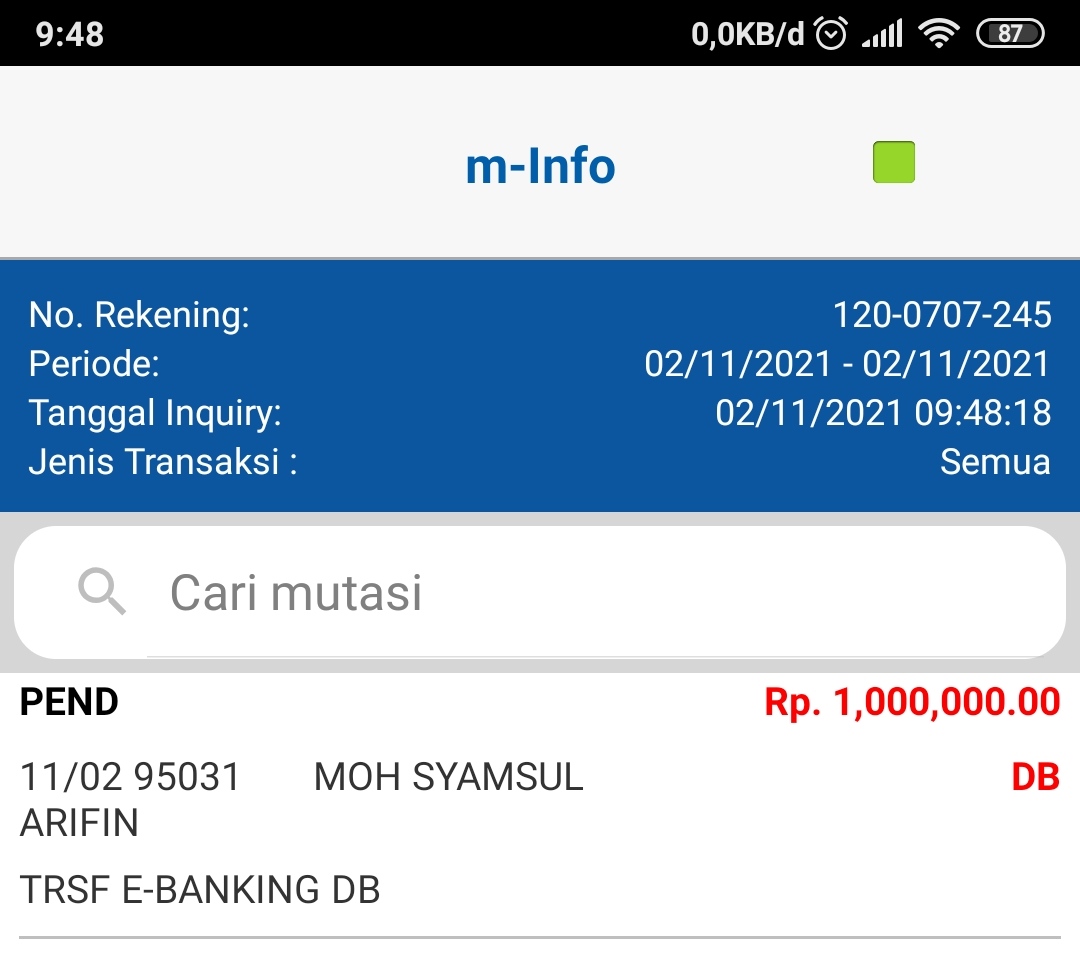 9:48 0,0KB/d 87
m-Info
No. Rekening: 120-0707-245
Periode: 02/11/2021 - 02/11/2021
Tanggal Inquiry: 02/11/2021 09:48:18
Jenis Transaksi : Semua
Cari mutasi
PEND Rp. 1,000,000.00
11/02 95031 MOH SYAMSUL DB
ARIFIN
TRSF E-BANKING DB